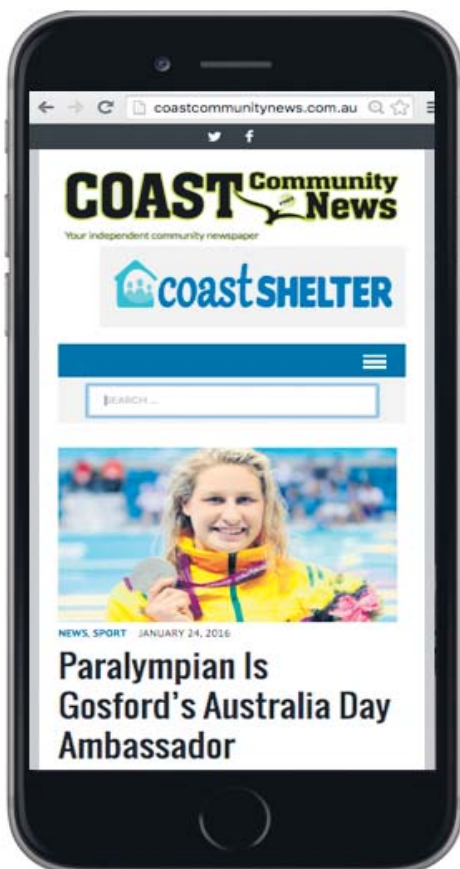 coastcommunitynews.com.au
COAST Community News
Your independent community newspaper
coast SHELTER
SEARCH ...
NEWS, SPORT JANUARY 24, 2016
Paralympian Is
Gosford's Australia Day
Ambassador